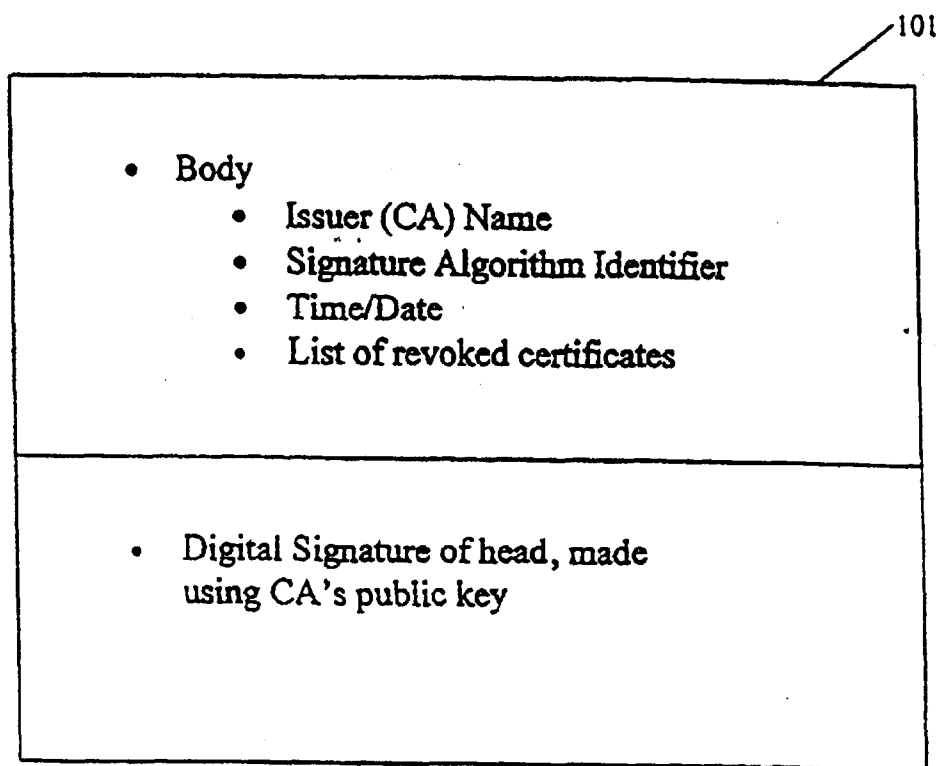 101
• Body
• Issuer (CA) Name
• Signature Algorithm Identifier
• Time/Date
• List of revoked certificates
• Digital Signature of head, made
using CA's public key